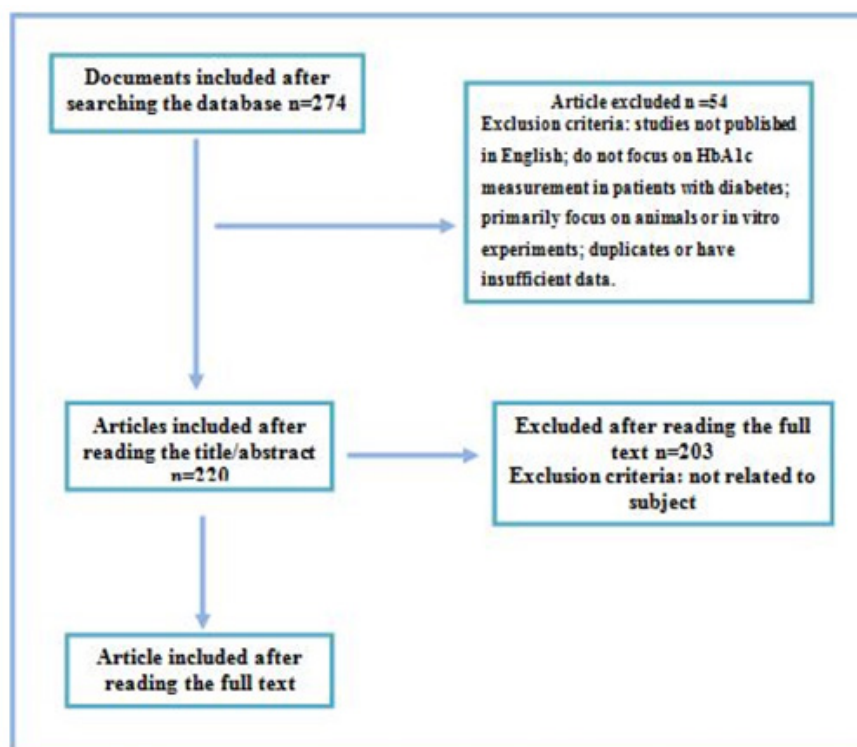 Documents included after
searching the database n=274
Article excluded n =54
Exclusion criteria: studies not published
in English; do not focus on HbA1c
measurement in patients with diabetes;
primarily focus on animals or in vitro
experiments; duplicates or have
insufficient data.
Articles included after
reading the title/abstract
n=220
Excluded after reading the full
text n=203
Exclusion criteria: not related to
subject
Article included after
reading the full text